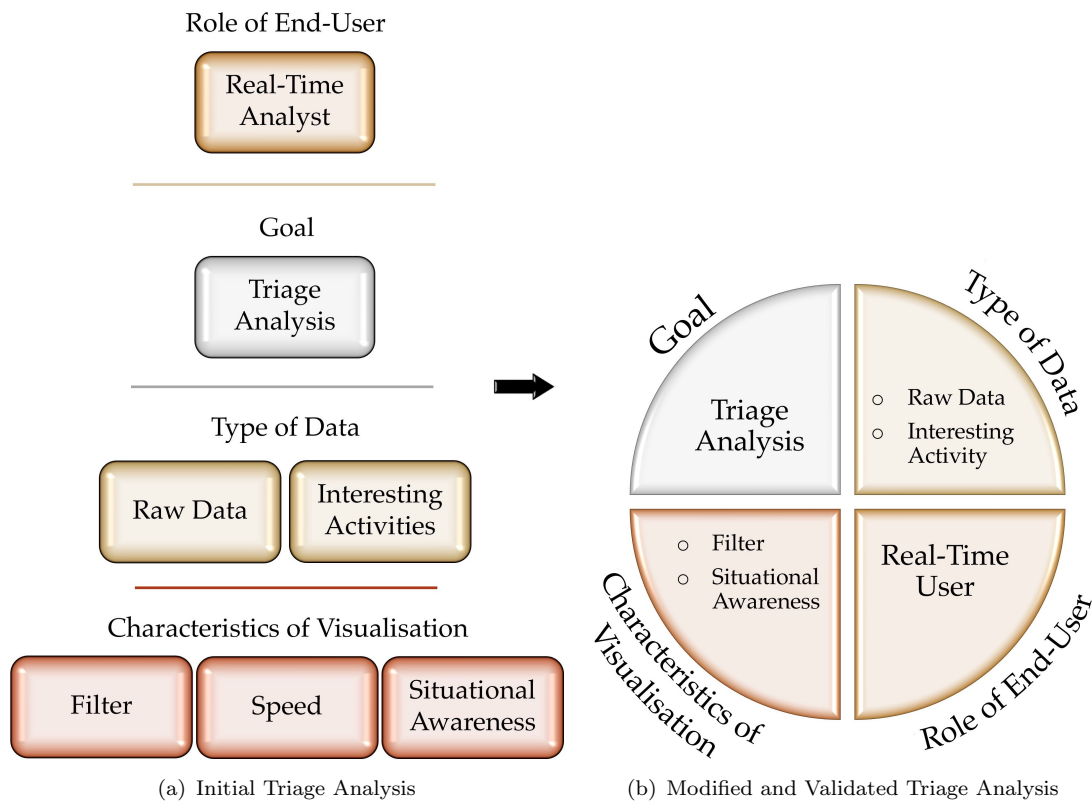 Role of End-User
Real-Time
Analyst
Goal
Triage
Analysis
Type of Data
Raw Data
Interesting
Activities
Characteristics of Visualisation
Filter
Speed
Situational
Awareness
(a) Initial Triage Analysis
Goal
Triage
Analysis
Type of Data
○ Raw Data
○ Interesting
Activity
○ Filter
○ Situational
Awareness
Characteristics of
Visualisation
Real-Time
User
Role of End-User
(b) Modified and Validated Triage Analysis